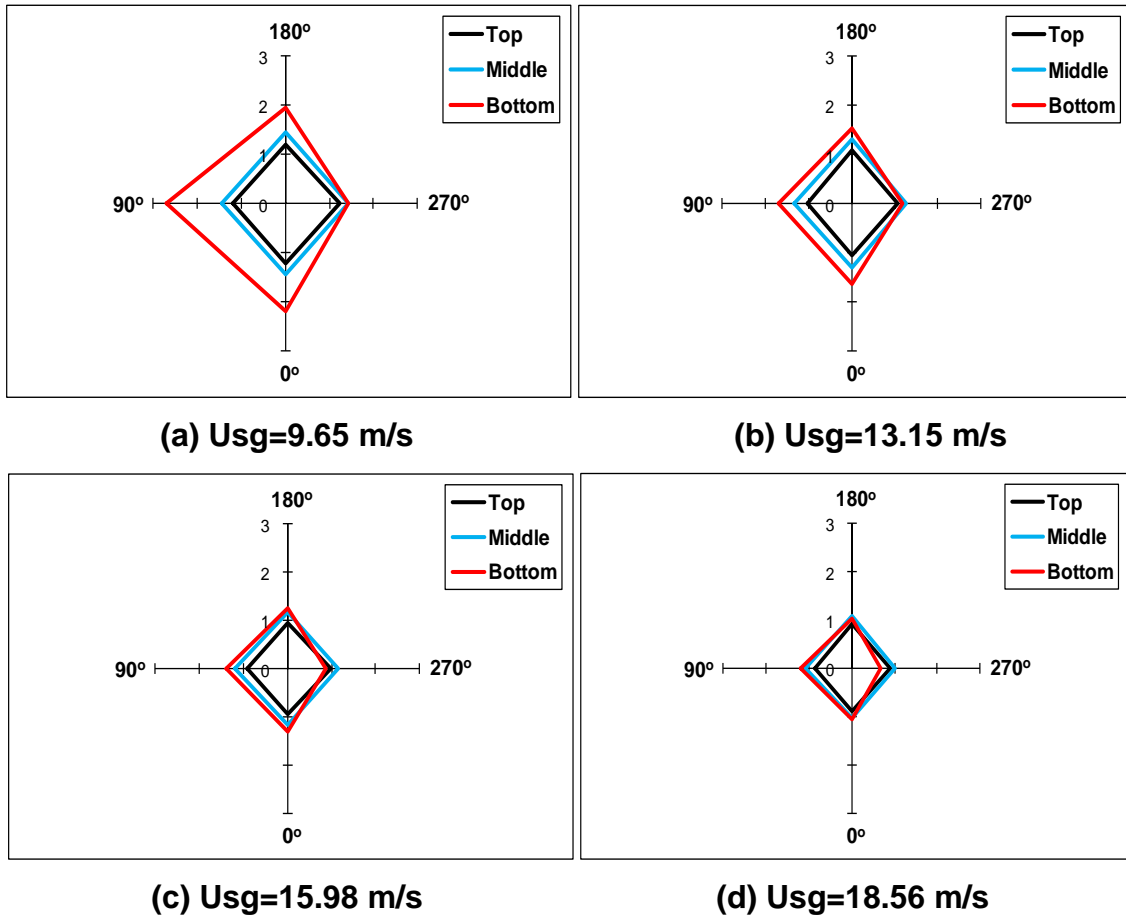 180º
3
2
1
0
90º
270º
0º
Top
Middle
Bottom
(a) Usg=9.65 m/s
180º
3
2
1
0
90º
270º
0º
Top
Middle
Bottom
(b) Usg=13.15 m/s
180º
3
2
1
0
90º
270º
0º
Top
Middle
Bottom
(c) Usg=15.98 m/s
180º
3
2
1
0
90º
270º
0º
Top
Middle
Bottom
(d) Usg=18.56 m/s